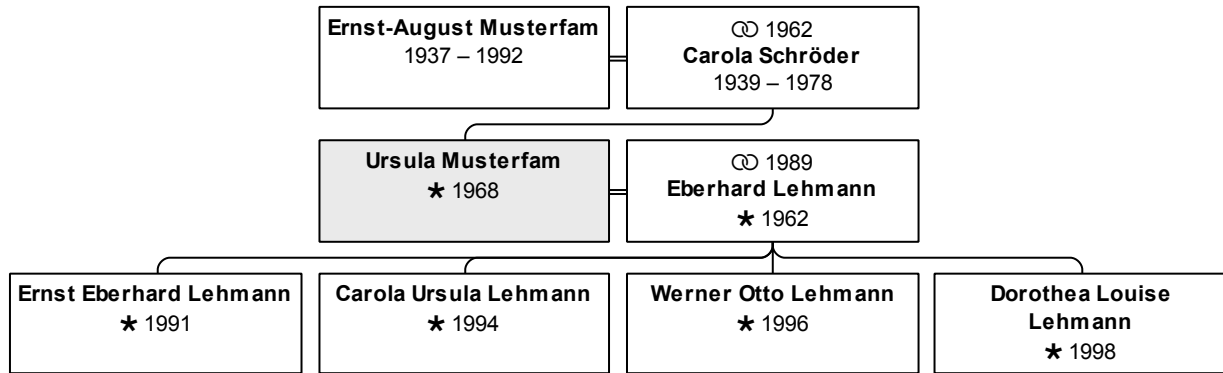 Ernst-August Musterfam
1937 – 1992
⚭ 1962
Carola Schröder
1939 – 1978
Ursula Musterfam
★ 1968
⚭ 1989
Eberhard Lehmann
★ 1962
Ernst Eberhard Lehmann
★ 1991
Carola Ursula Lehmann
★ 1994
Werner Otto Lehmann
★ 1996
Dorothea Louise
Lehmann
★ 1998